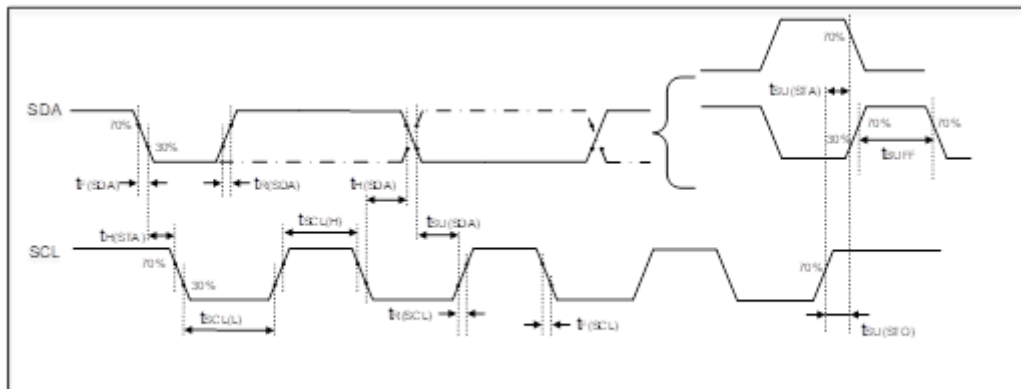 70%
tSU(STA)
SDA
70%
30%
30%
70%
70%
tBUFF
tF(SDA)
tR(SDA)
tH(SDA)
tSCL(H)
tSU(SDA)
tH(STA)
SCL
70%
30%
70%
tSCL(L)
tR(SCL)
tF(SCL)
tSU(STO)